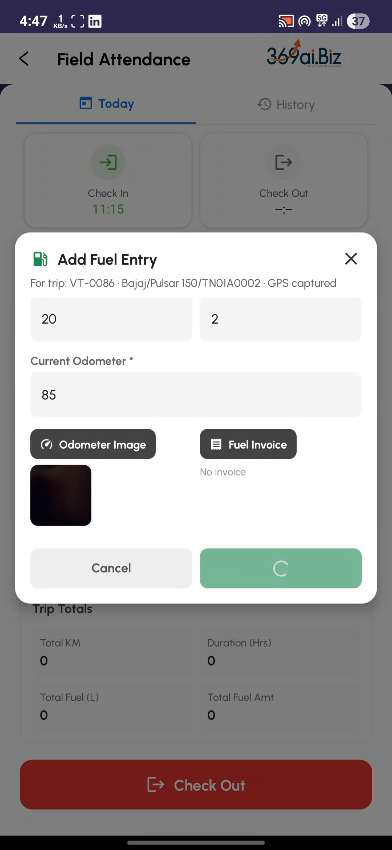 4:47 1 KB/s 5G 37
Field Attendance 369ai.Biz
Today History
Check In Check Out
11:15 --:--
Add Fuel Entry
For trip: VT-0086 · Bajaj/Pulsar 150/TN01A0002 · GPS captured
20 2
Current Odometer *
85
Odometer Image Fuel Invoice
No invoice
Cancel
Trip Totals
Total KM Duration (Hrs)
0 0
Total Fuel (L) Total Fuel Amt
0 0
Check Out